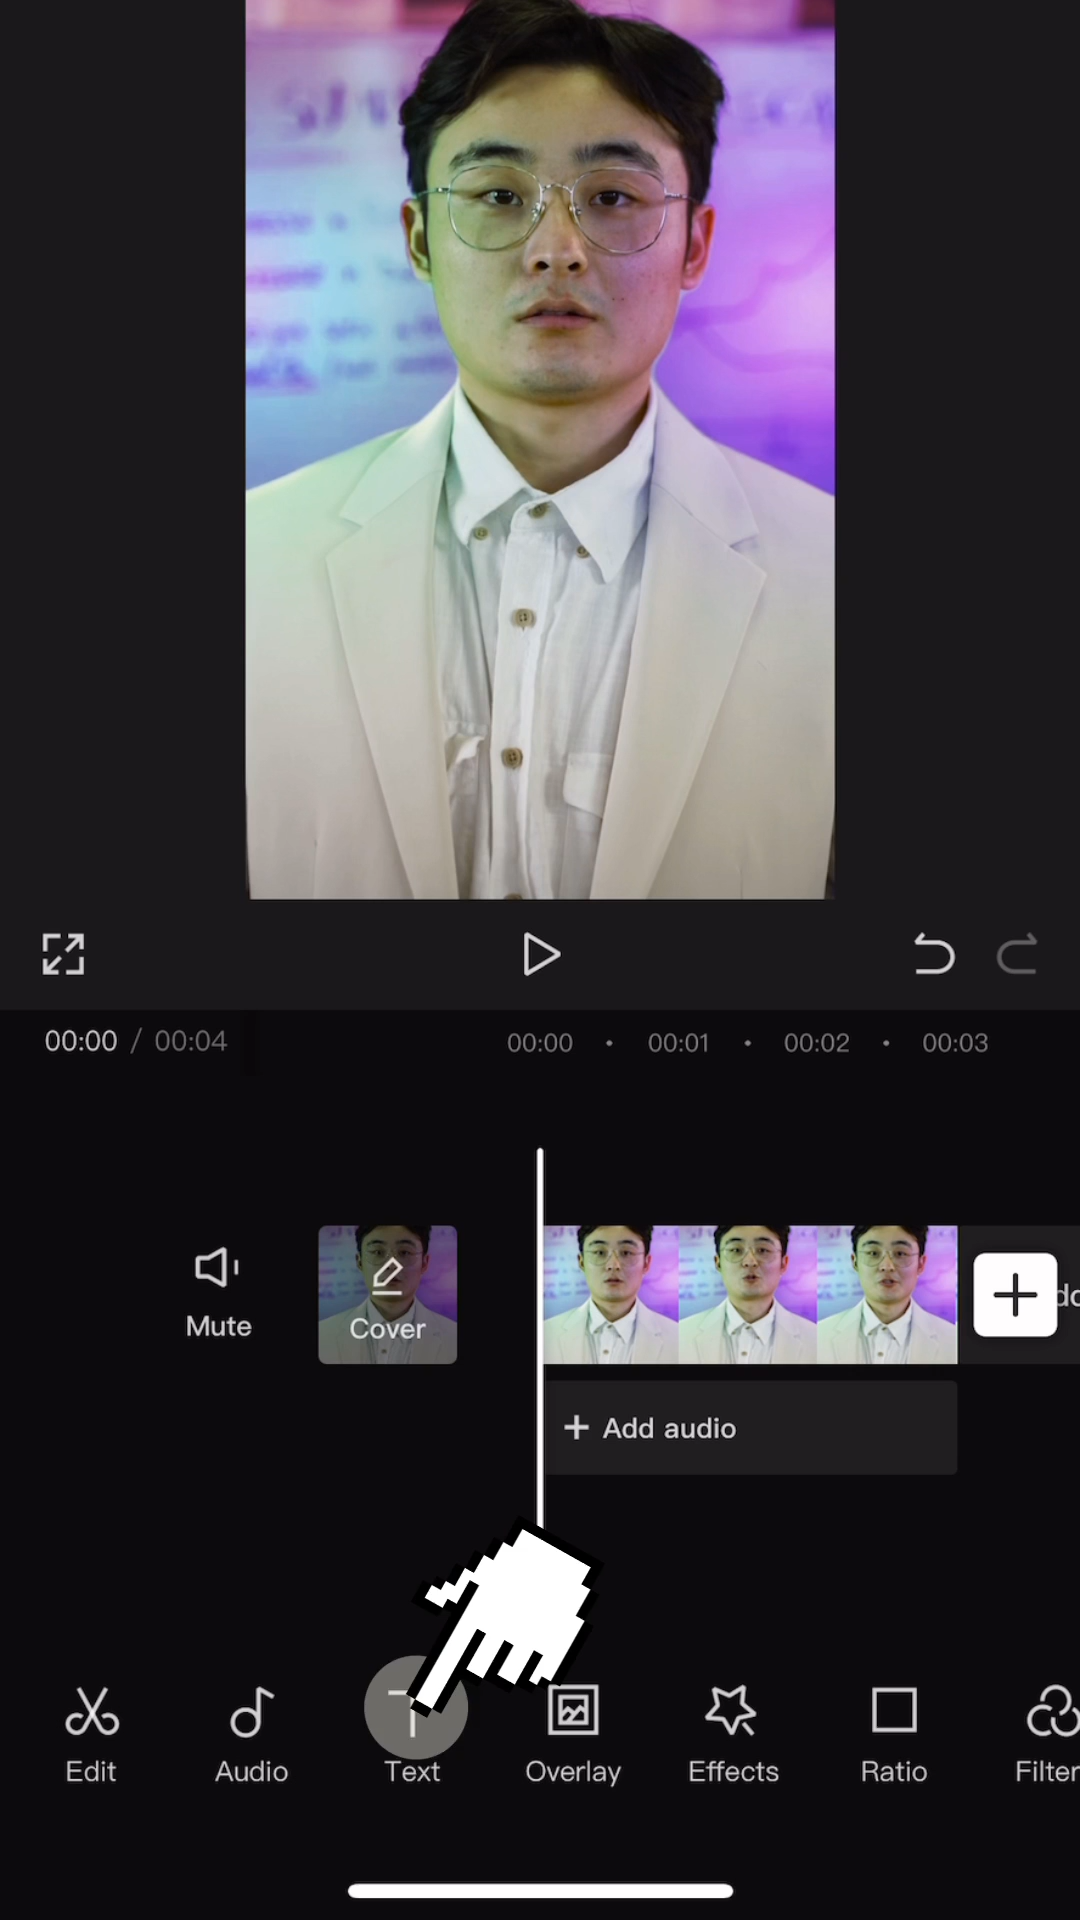 00:00 / 00:04
00:00 • 00:01 • 00:02 • 00:03
Mute
Cover
+ Add audio
Edit
Audio
Text
Overlay
Effects
Ratio
Filter